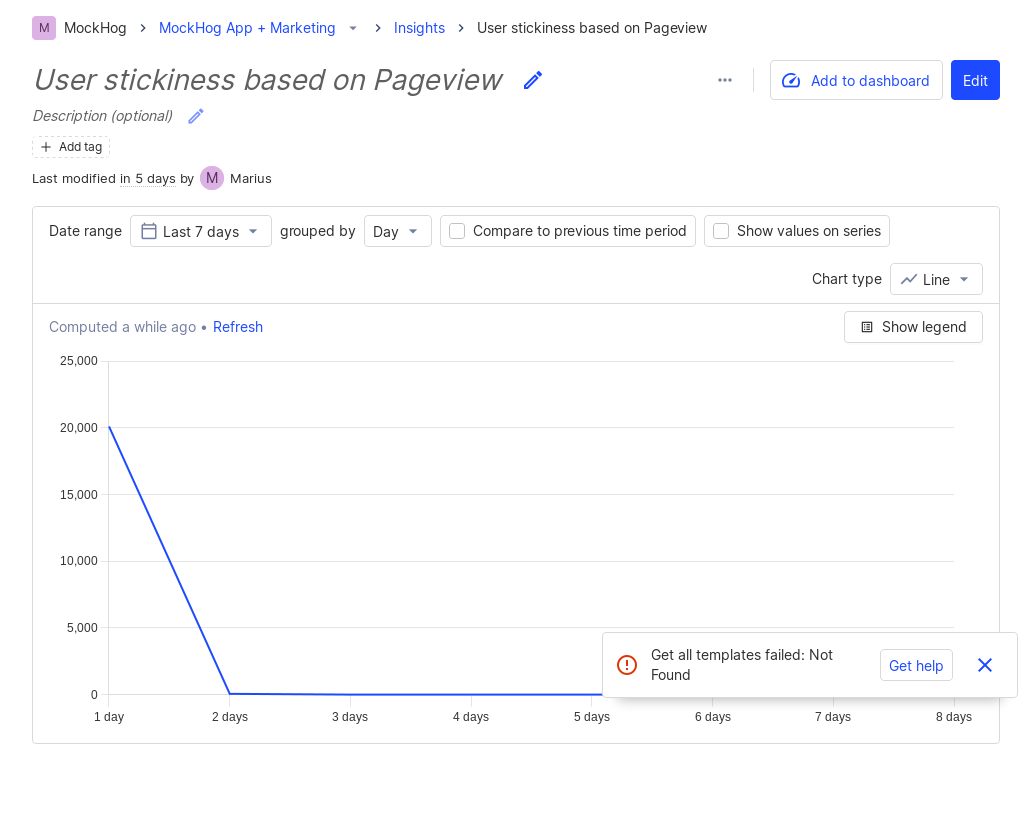 M MockHog > MockHog App + Marketing > Insights > User stickiness based on Pageview
User stickiness based on Pageview
Add to dashboard
Edit
Description (optional)
Add tag
Last modified in 5 days by M Marius
Date range Last 7 days grouped by Day Compare to previous time period Show values on series
Chart type Line
Computed a while ago • Refresh
Show legend
25,000
20,000
15,000
10,000
5,000
0
1 day 2 days 3 days 4 days 5 days 6 days 7 days 8 days
Get all templates failed: Not
Found
Get help